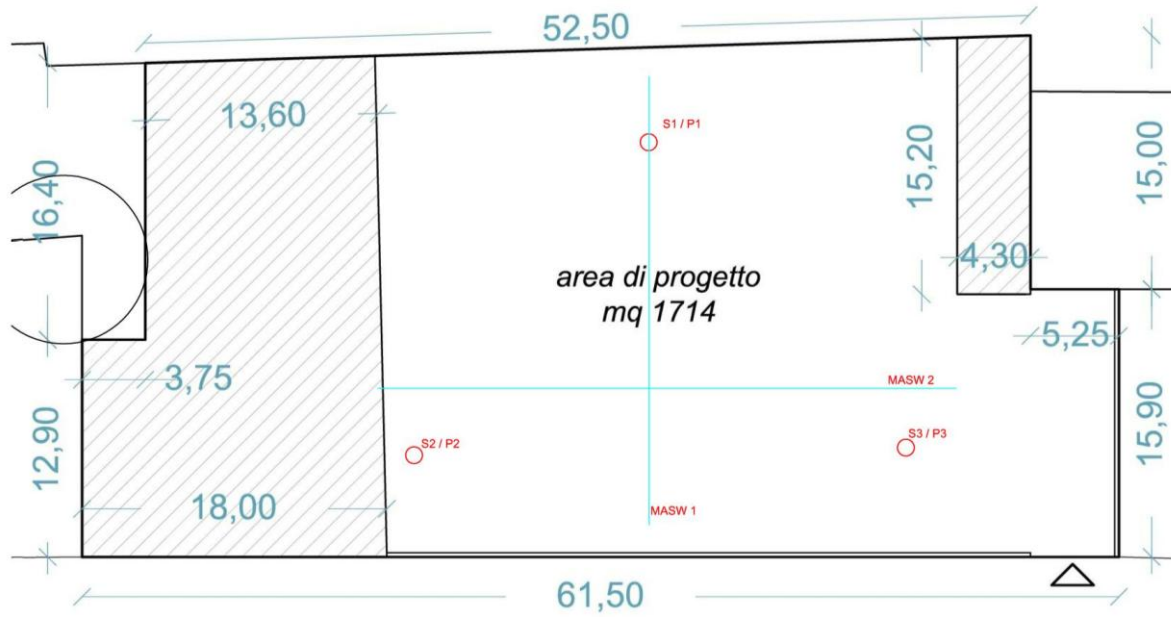 52,50
13,60
S1 / P1
16,40
15,20
15,00
4,30
area di progetto
mq 1714
5,25
3,75
MASW 2
12,90
S2 / P2
S3 / P3
15,90
18,00
MASW 1
61,50